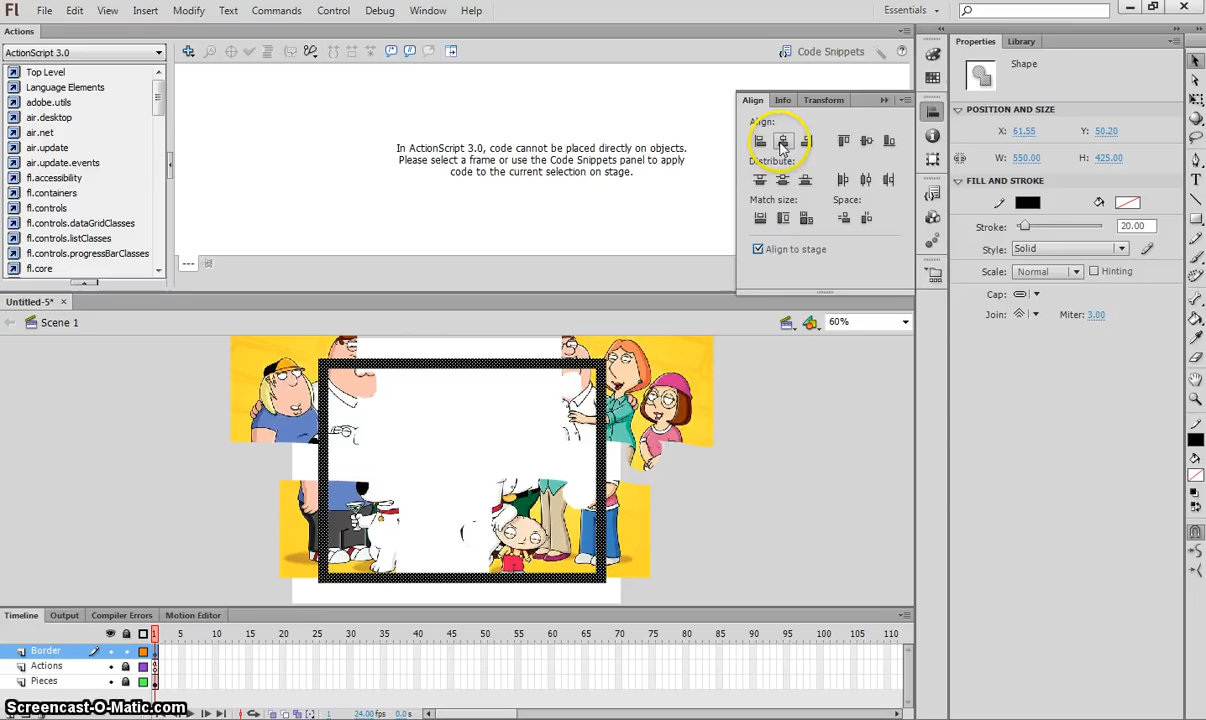 Fl File Edit View Insert Modify Text Commands Control Debug Window Help Essentials
Actions
ActionScript 3.0
Code Snippets
Top Level
Language Elements
adobe.utils
air.desktop
air.net
air.update
air.update.events
fl.accessibility
fl.containers
fl.controls
fl.controls.dataGridClasses
fl.controls.listClasses
fl.controls.progressBarClasses
fl.core
In ActionScript 3.0, code cannot be placed directly on objects.
Please select a frame or use the Code Snippets panel to apply
code to the current selection on stage.
Align Info Transform
Align:
Distribute:
Match size: Space:
Align to stage
Properties Library
Shape
POSITION AND SIZE
X: 61.55 Y: 50.20
W: 550.00 H: 425.00
FILL AND STROKE
Stroke: 20.00
Style: Solid
Scale: Normal Hinting
Cap:
Join: Miter: 3.00
Untitled-5*
Scene 1 60%
Timeline Output Compiler Errors Motion Editor
1 5 10 15 20 25 30 35 40 45 50 55 60 65 70 75 80 85 90 95 100 105 110
Border
Actions
Pieces
1 24.00 fps 0.0 s
Screencast-O-Matic.com